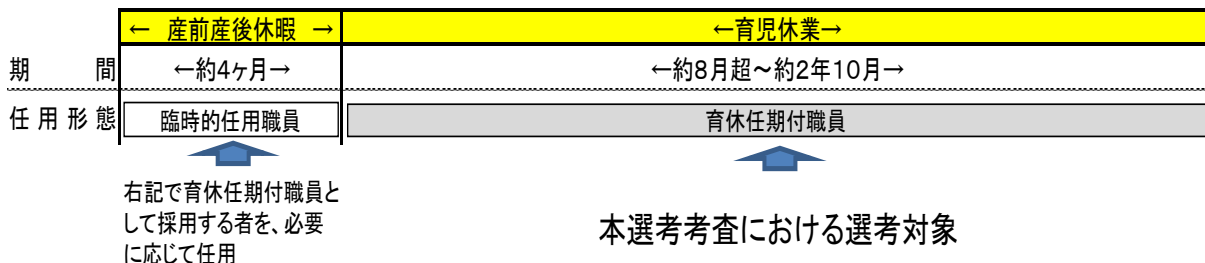 ← 産前産後休暇 → ←育児休業→
期 間 ←約4ヶ月→ ←約8月超～約2年10月→
任用形態 臨時的任用職員 育休任期付職員
右記で育休任期付職員と
して採用する者を、必要
に応じて任用
本選考考査における選考対象